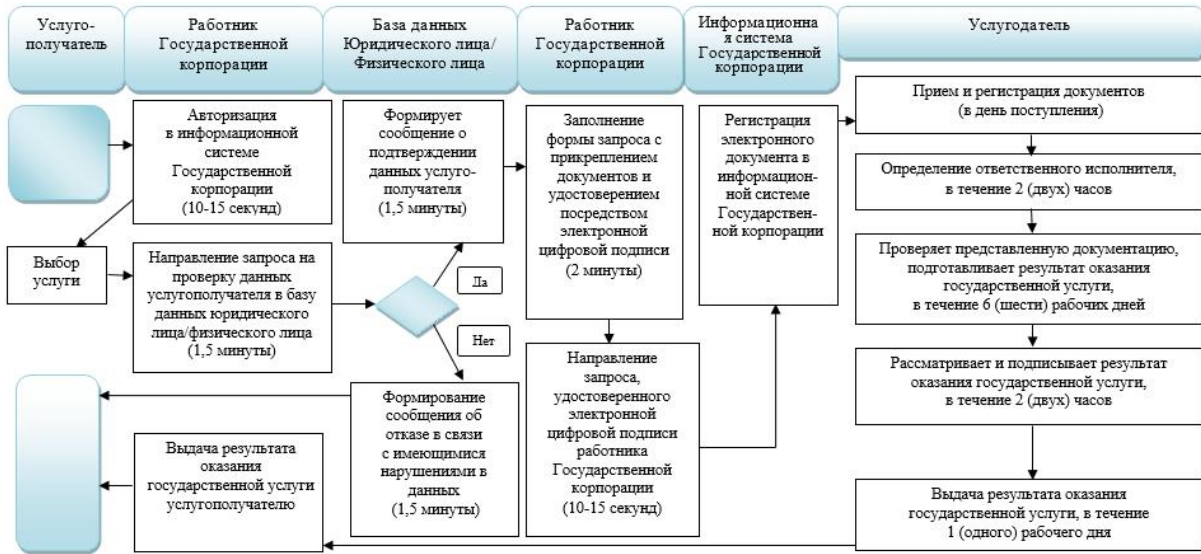 Услуго-
получатель
Работник
Государственной
корпорации
База данных
Юридического лица/
Физического лица
Работник
Государственной
корпорации
Информационна
я система
Государственной
корпорации
Услугодатель
Авторизация
в информационной
системе
Государственной
корпорации
(10-15 секунд)
Формирует
сообщение о
подтверждении
данных услуго-
получателя
(1,5 минуты)
Заполнение
формы запроса с
прикреплением
документов и
удостоверением
посредством
электронной
цифровой подписи
(2 минуты)
Регистрация
электронного
документа в
информацион-
ной системе
Государствен-
ной корпорации
Прием и регистрация документов
(в день поступления)
Определение ответственного исполнителя,
в течение 2 (двух) часов
Выбор
услуги
Направление запроса на
проверку данных
услугополучателя в базу
данных юридического
лица/физического лица
(1,5 минуты)
Да
Нет
Проверяет представленную документацию,
подготавливает результат оказания
государственной услуги,
в течение 6 (шести) рабочих дней
Рассматривает и подписывает результат
оказания государственной услуги,
в течение 2 (двух) часов
Выдача результата
оказания
государственной услуги
услугополучателю
Формирование
сообщения об
отказе в связи
с имеющимися
нарушениями в
данных
(1,5 минуты)
Направление
запроса,
удостоверенного
электронной
цифровой подписи
работника
Государственной
корпорации
(10-15 секунд)
Выдача результата оказания
государственной услуги, в течение
1 (одного) рабочего дня